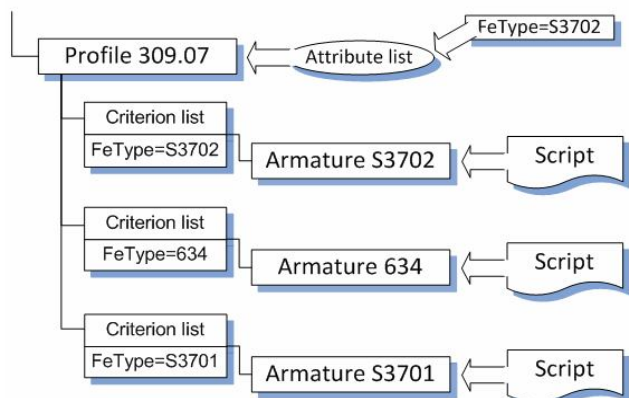 FeType=S3702
Profile 309.07
Attribute list
Criterion list
FeType=S3702
Armature S3702
Script
Criterion list
FeType=634
Armature 634
Script
Criterion list
FeType=S3701
Armature S3701
Script